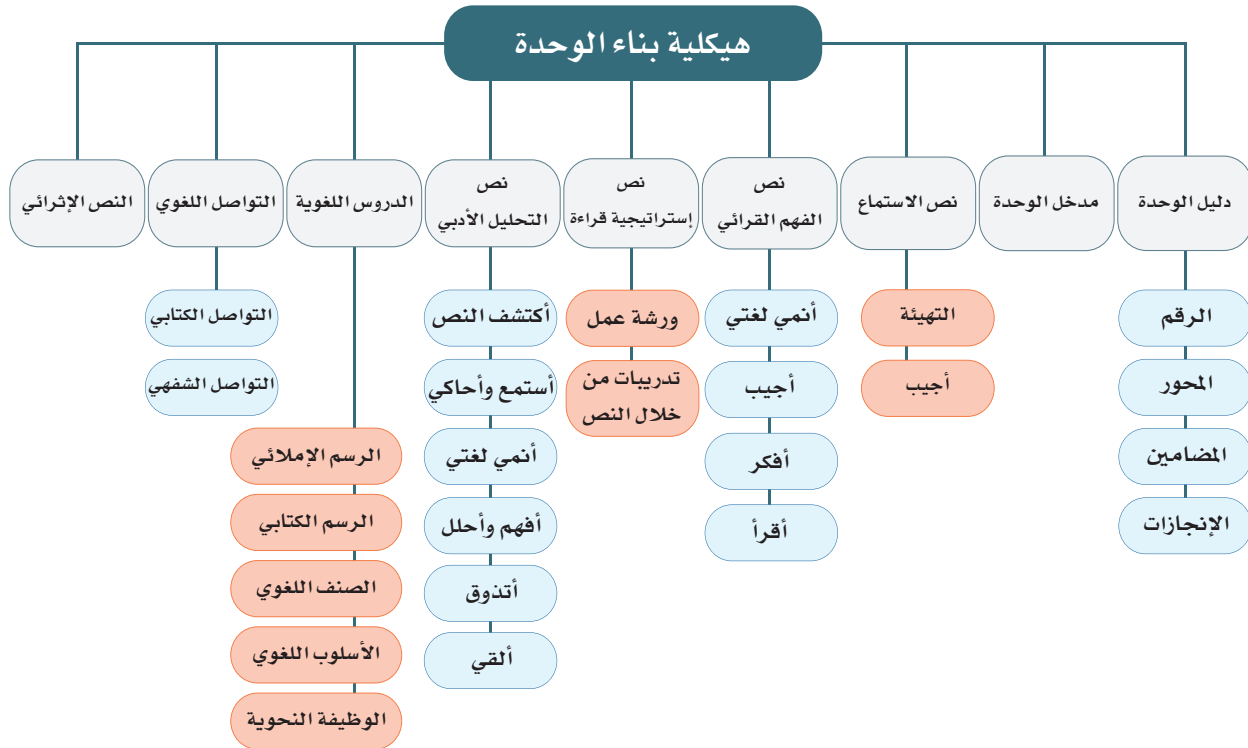 هيكلية بناء الوحدة
دليل الوحدة
الرقم
المحور
المضامين
الإنجازات
مدخل الوحدة
نص الاستماع
التهيئة
أجيب
نص
الفهم القرائي
أنمي لغتي
أجيب
أفكر
أقرأ
نص
إستراتيجية قراءة
ورشة عمل
تدريبات من
خلال النص
نص
التحليل الأدبي
أكتشف النص
أستمع وأحاكي
أنمي لغتي
أفهم وأحلل
أتذوق
ألقي
الدروس اللغوية
الرسم الإملائي
الرسم الكتابي
الصنف اللغوي
الأسلوب اللغوي
الوظيفة النحوية
التواصل اللغوي
التواصل الكتابي
التواصل الشفهي
النص الإثرائي